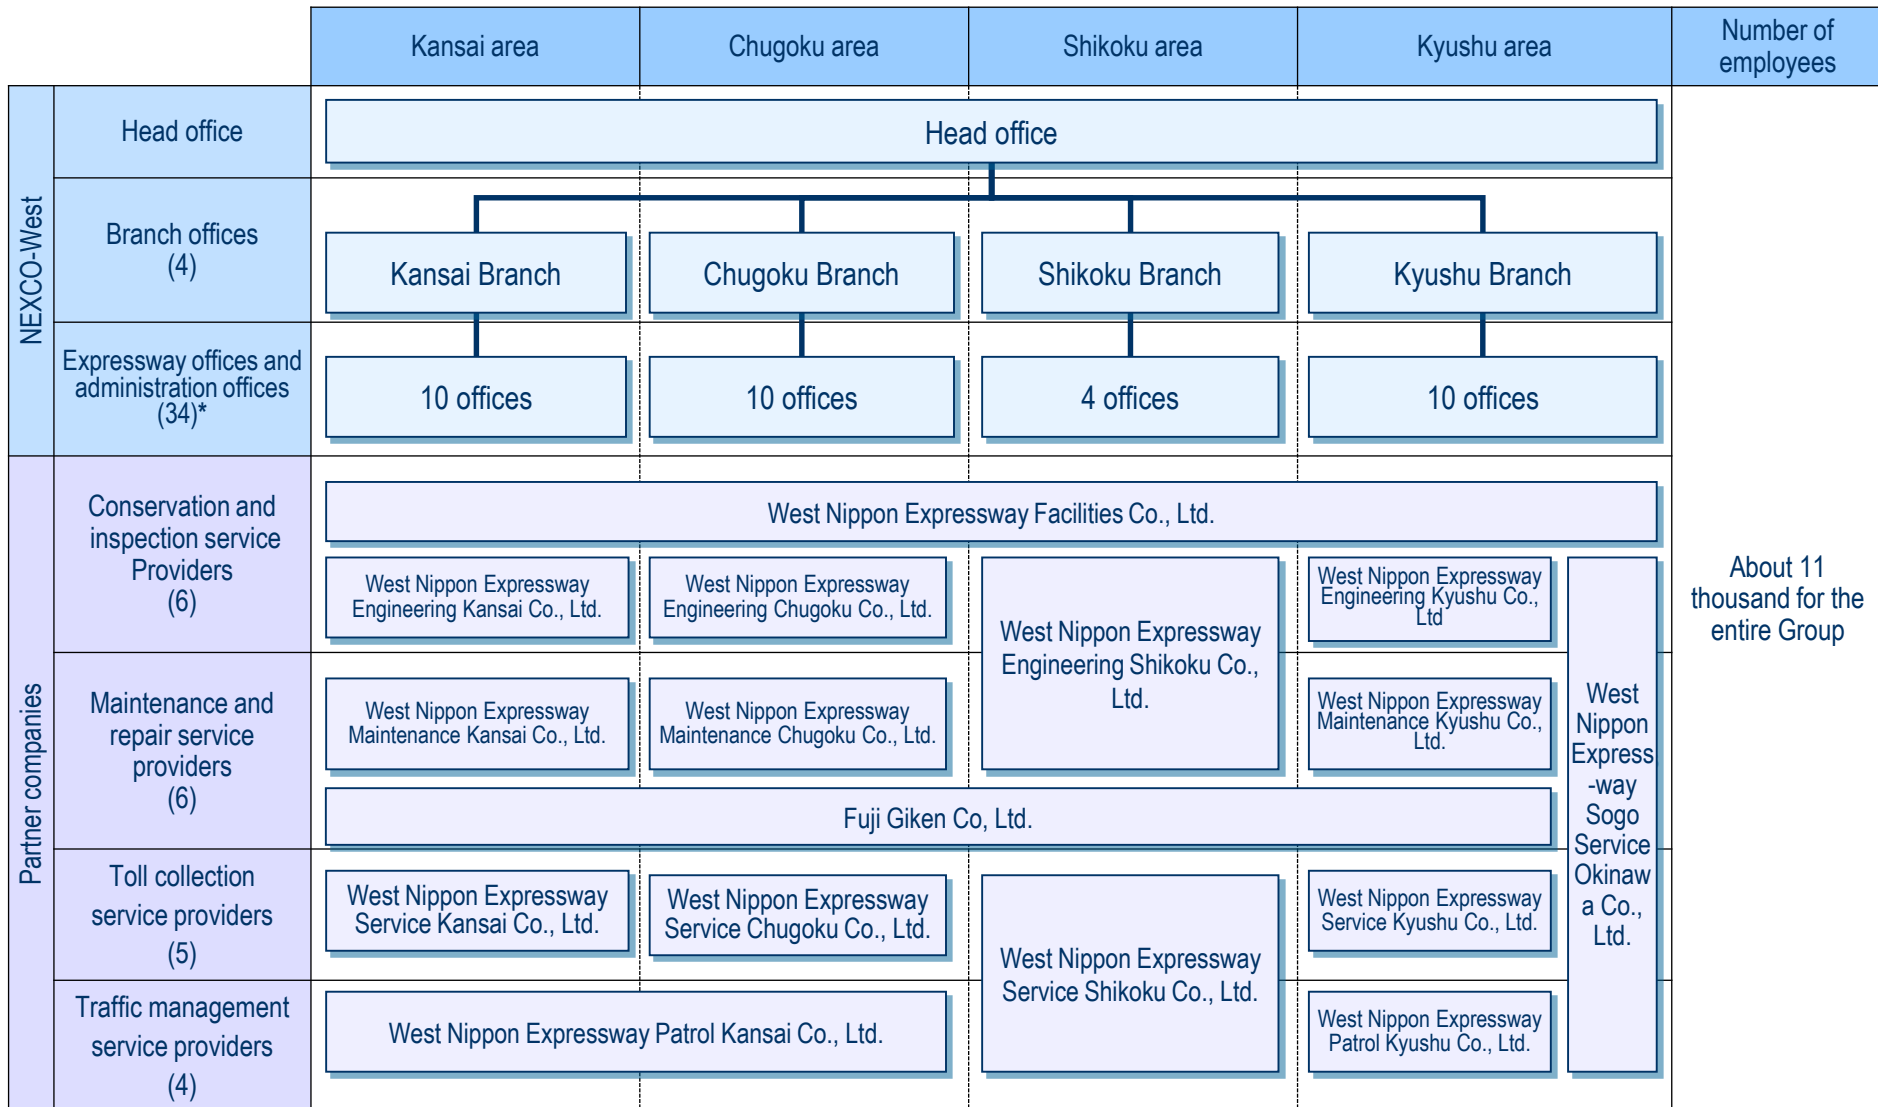 Kansai area
Chugoku area
Shikoku area
Kyushu area
Number of
employees
NEXCO-West
Head office
Head office
Branch offices
(4)
Kansai Branch
Chugoku Branch
Shikoku Branch
Kyushu Branch
Expressway offices and
administration offices
(34)*
10 offices
10 offices
4 offices
10 offices
Partner companies
Conservation and
inspection service
Providers
(6)
West Nippon Expressway Facilities Co., Ltd.
West Nippon Expressway
Engineering Kansai Co., Ltd.
West Nippon Expressway
Engineering Chugoku Co., Ltd.
West Nippon Expressway
Engineering Shikoku Co.,
Ltd.
West Nippon Expressway
Engineering Kyushu Co.,
Ltd
West
Nippon
Express
-way
Sogo
Service
Okinaw
a Co.,
Ltd.
About 11
thousand for the
entire Group
Maintenance and
repair service
providers
(6)
West Nippon Expressway
Maintenance Kansai Co., Ltd.
West Nippon Expressway
Maintenance Chugoku Co., Ltd.
West Nippon Expressway
Maintenance Kyushu Co.,
Ltd.
Fuji Giken Co, Ltd.
Toll collection
service providers
(5)
West Nippon Expressway
Service Kansai Co., Ltd.
West Nippon Expressway
Service Chugoku Co., Ltd.
West Nippon Expressway
Service Shikoku Co., Ltd.
West Nippon Expressway
Service Kyushu Co., Ltd.
Traffic management
service providers
(4)
West Nippon Expressway Patrol Kansai Co., Ltd.
West Nippon Expressway
Patrol Kyushu Co., Ltd.